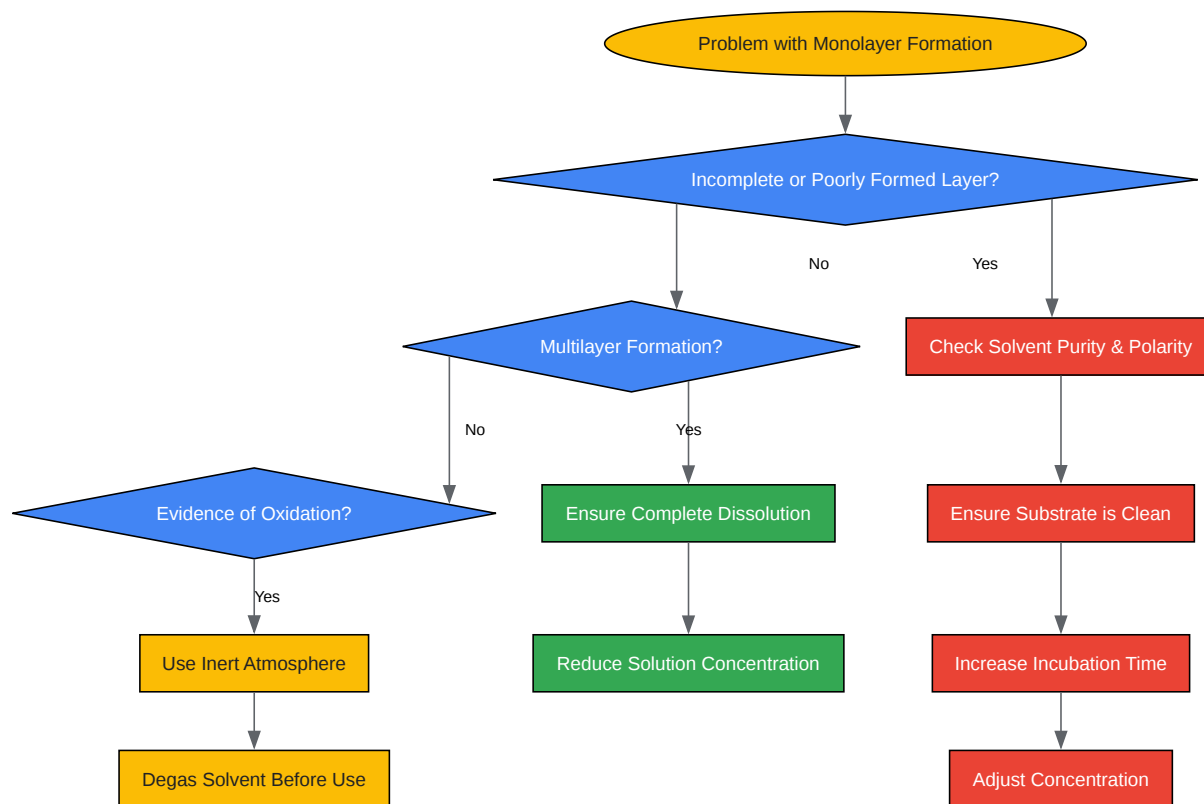 Problem with Monolayer Formation
Incomplete or Poorly Formed Layer?
No
Yes
Multilayer Formation?
Check Solvent Purity & Polarity
No
Yes
Evidence of Oxidation?
Ensure Complete Dissolution
Ensure Substrate is Clean
Yes
Use Inert Atmosphere
Reduce Solution Concentration
Increase Incubation Time
Degas Solvent Before Use
Adjust Concentration